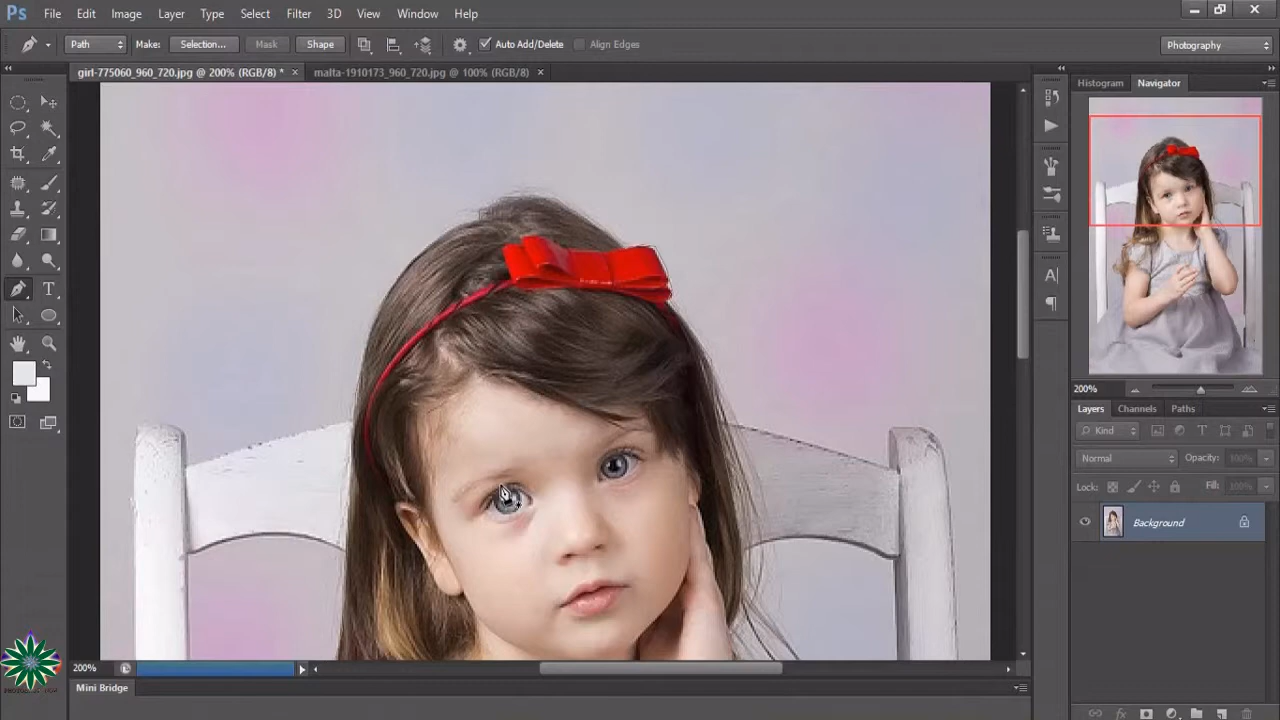 Ps File Edit Image Layer Type Select Filter 3D View Window Help
Path Make: Selection... Mask Shape Auto Add/Delete Align Edges Photography
girl-775060_960_720.jpg @ 200% (RGB/8) * × malta-1910173_960_720.jpg @ 100% (RGB/8) ×
Histogram Navigator
200%
Layers Channels Paths
Kind
Normal Opacity: 100%
Lock: Fill: 100%
Background
200%
Mini Bridge